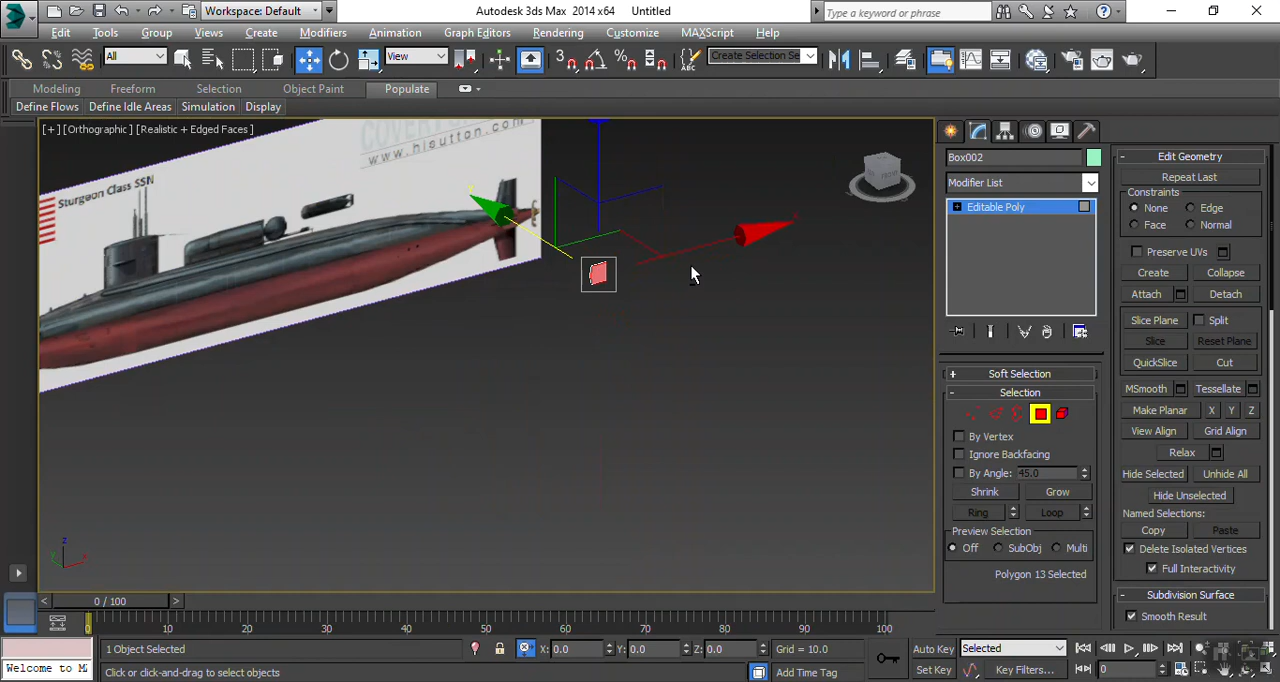 Workspace: Default
Autodesk 3ds Max 2014 x64 Untitled
Type a keyword or phrase
Edit Tools Group Views Create Modifiers Animation Graph Editors Rendering Customize MAXScript Help
All
View
3
Create Selection Se
Modeling Freeform Selection Object Paint Populate
Define Flows Define Idle Areas Simulation Display
[+] [Orthographic ] [Realistic + Edged Faces ]
www.hisutton.com
Sturgeon Class SSN
Box002
Modifier List
Editable Poly
Selection
By Vertex
Ignore Backfacing
By Angle: 45.0
Shrink Grow
Ring Loop
Preview Selection
Off SubObj Multi
Polygon 13 Selected
Edit Geometry
Repeat Last
Constraints
None Edge
Face Normal
Preserve UVs
Create Collapse
Attach Detach
Slice Plane Split
Slice Reset Plane
QuickSlice Cut
MSmooth Tessellate
Make Planar X Y Z
View Align Grid Align
Relax
Hide Selected Unhide All
Hide Unselected
Named Selections:
Copy Paste
Delete Isolated Vertices
Full Interactivity
Subdivision Surface
Smooth Result
0 / 100
0 10 20 30 40 50 60 70 80 90 100
1 Object Selected
X: 0.0 Y: 0.0 Z: 0.0 Grid = 10.0
Auto Key Selected
Welcome to M
Click or click-and-drag to select objects
Add Time Tag
Set Key Key Filters... 0